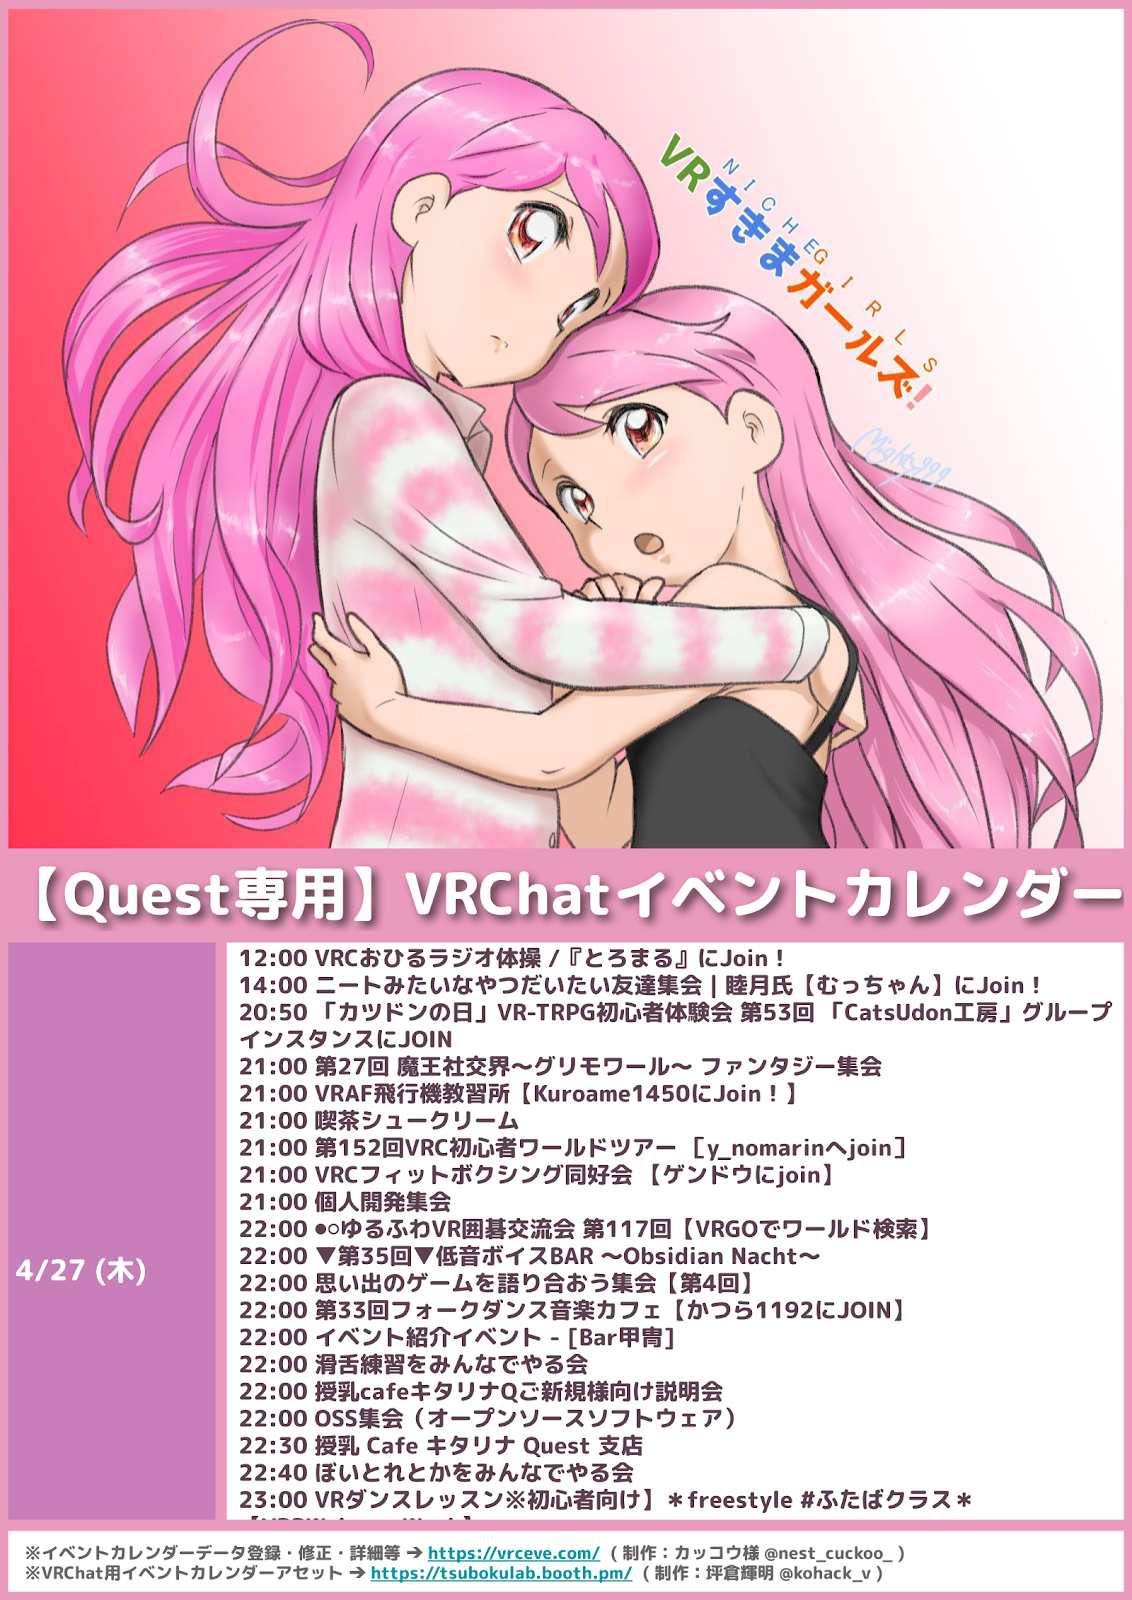 VRすきまガールズ!
NICHEGIRLS
Mighty999
【Quest専用】VRChatイベントカレンダー
4/27 (木)
12:00 VRCおひるラジオ体操 /『とろまる』にJoin！
14:00 ニートみたいなやつだいたい友達集会 | 睦月氏【むっちゃん】にJoin！
20:50 「カツドンの日」VR-TRPG初心者体験会 第53回 「CatsUdon工房」グループ
インスタンスにJOIN
21:00 第27回 魔王社交界～グリモワール～ ファンタジー集会
21:00 VRAF飛行機教習所【Kuroame1450にJoin！】
21:00 喫茶シュークリーム
21:00 第152回VRC初心者ワールドツアー ［y_nomarinへjoin］
21:00 VRCフィットボクシング同好会 【ゲンドウにjoin】
21:00 個人開発集会
22:00 ●○ゆるふわVR囲碁交流会 第117回【VRGOでワールド検索】
22:00 ▼第35回▼低音ボイスBAR ～Obsidian Nacht～
22:00 思い出のゲームを語り合おう集会【第4回】
22:00 第33回フォークダンス音楽カフェ【かつら1192にJOIN】
22:00 イベント紹介イベント - [Bar甲冑]
22:00 滑舌練習をみんなでやる会
22:00 授乳cafeキタリナQご新規様向け説明会
22:00 OSS集会（オープンソースソフトウェア）
22:30 授乳 Cafe キタリナ Quest 支店
22:40 ぼいとれとかをみんなでやる会
23:00 VRダンスレッスン※初心者向け】＊freestyle #ふたばクラス＊
※イベントカレンダーデータ登録・修正・詳細等 ➔ https://vrceve.com/ ( 制作：カッコウ様 @nest_cuckoo_ )
※VRChat用イベントカレンダーアセット ➔ https://tsubokulab.booth.pm/ ( 制作：坪倉輝明 @kohack_v )